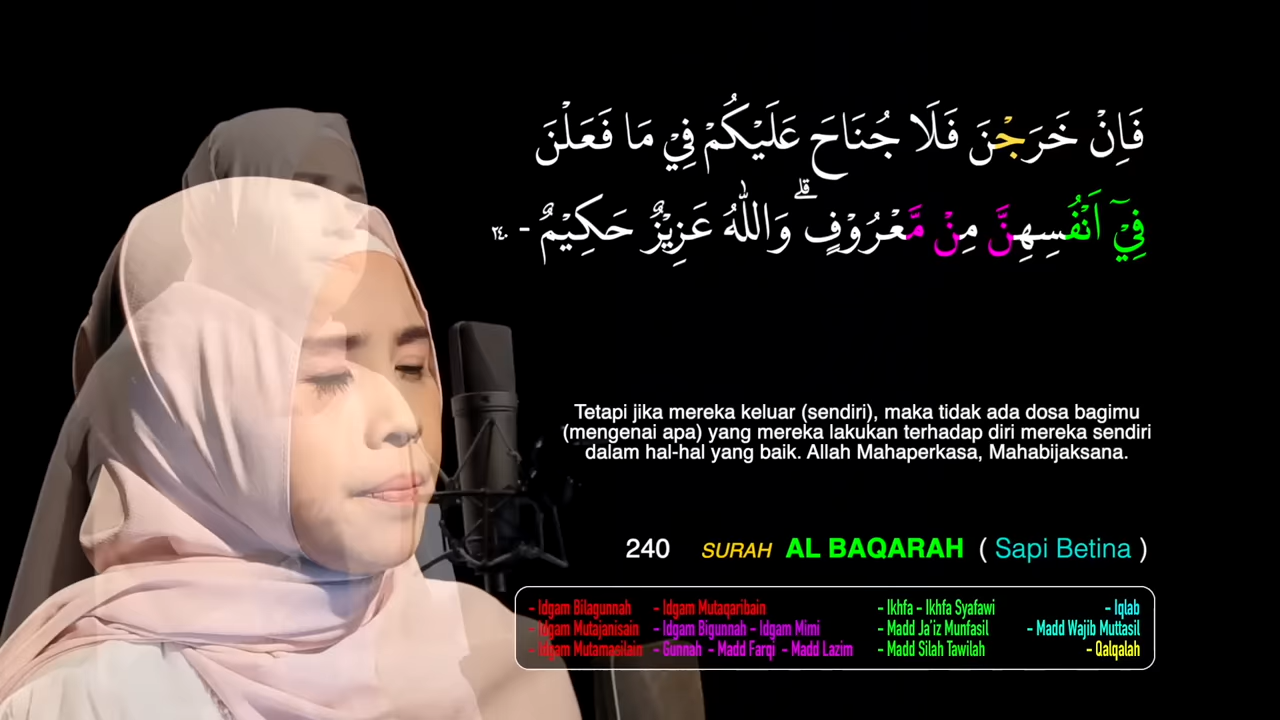 فَاِنْ خَرَجْنَ فَلَا جُنَاحَ عَلَيْكُمْ فِيْ مَا فَعَلْنَ
فِيْٓ اَنْفُسِهِنَّ مِنْ مَّعْرُوْفٍۗ وَاللّٰهُ عَزِيْزٌ حَكِيْمٌ - ٢٤٠
Tetapi jika mereka keluar (sendiri), maka tidak ada dosa bagimu
(mengenai apa) yang mereka lakukan terhadap diri mereka sendiri
dalam hal-hal yang baik. Allah Mahaperkasa, Mahabijaksana.
240 SURAH AL BAQARAH ( Sapi Betina )
- Idgam Bilagunnah - Idgam Mutaqaribain - Ikhfa - Ikhfa Syafawi - Iqlab
- Idgam Mutajanisain - Idgam Bigunnah - Idgam Mimi - Madd Ja'iz Munfasil - Madd Wajib Muttasil
- Idgam Mutamasilain - Gunnah - Madd Farqi - Madd Lazim - Madd Silah Tawilah - Qalqalah